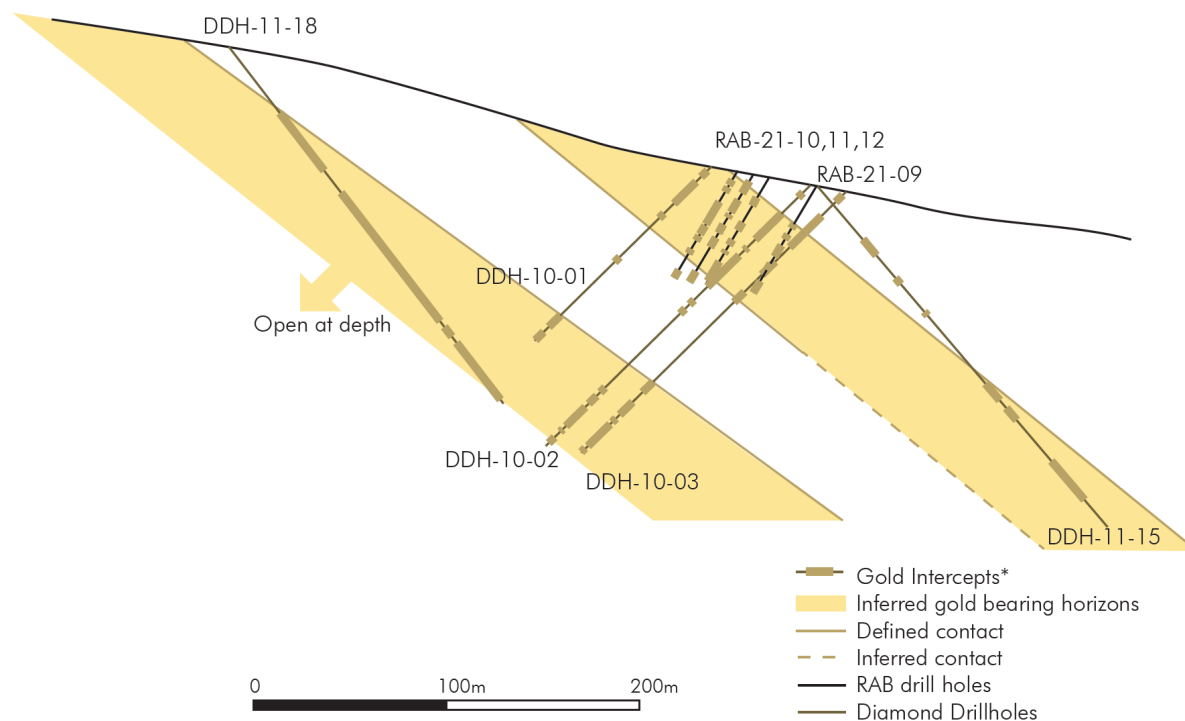 DDH-11-18
RAB-21-10,11,12
RAB-21-09
DDH-10-01
Open at depth
DDH-10-02
DDH-10-03
DDH-11-15
Gold Intercepts*
Inferred gold bearing horizons
Defined contact
Inferred contact
RAB drill holes
Diamond Drillholes
0 100m 200m